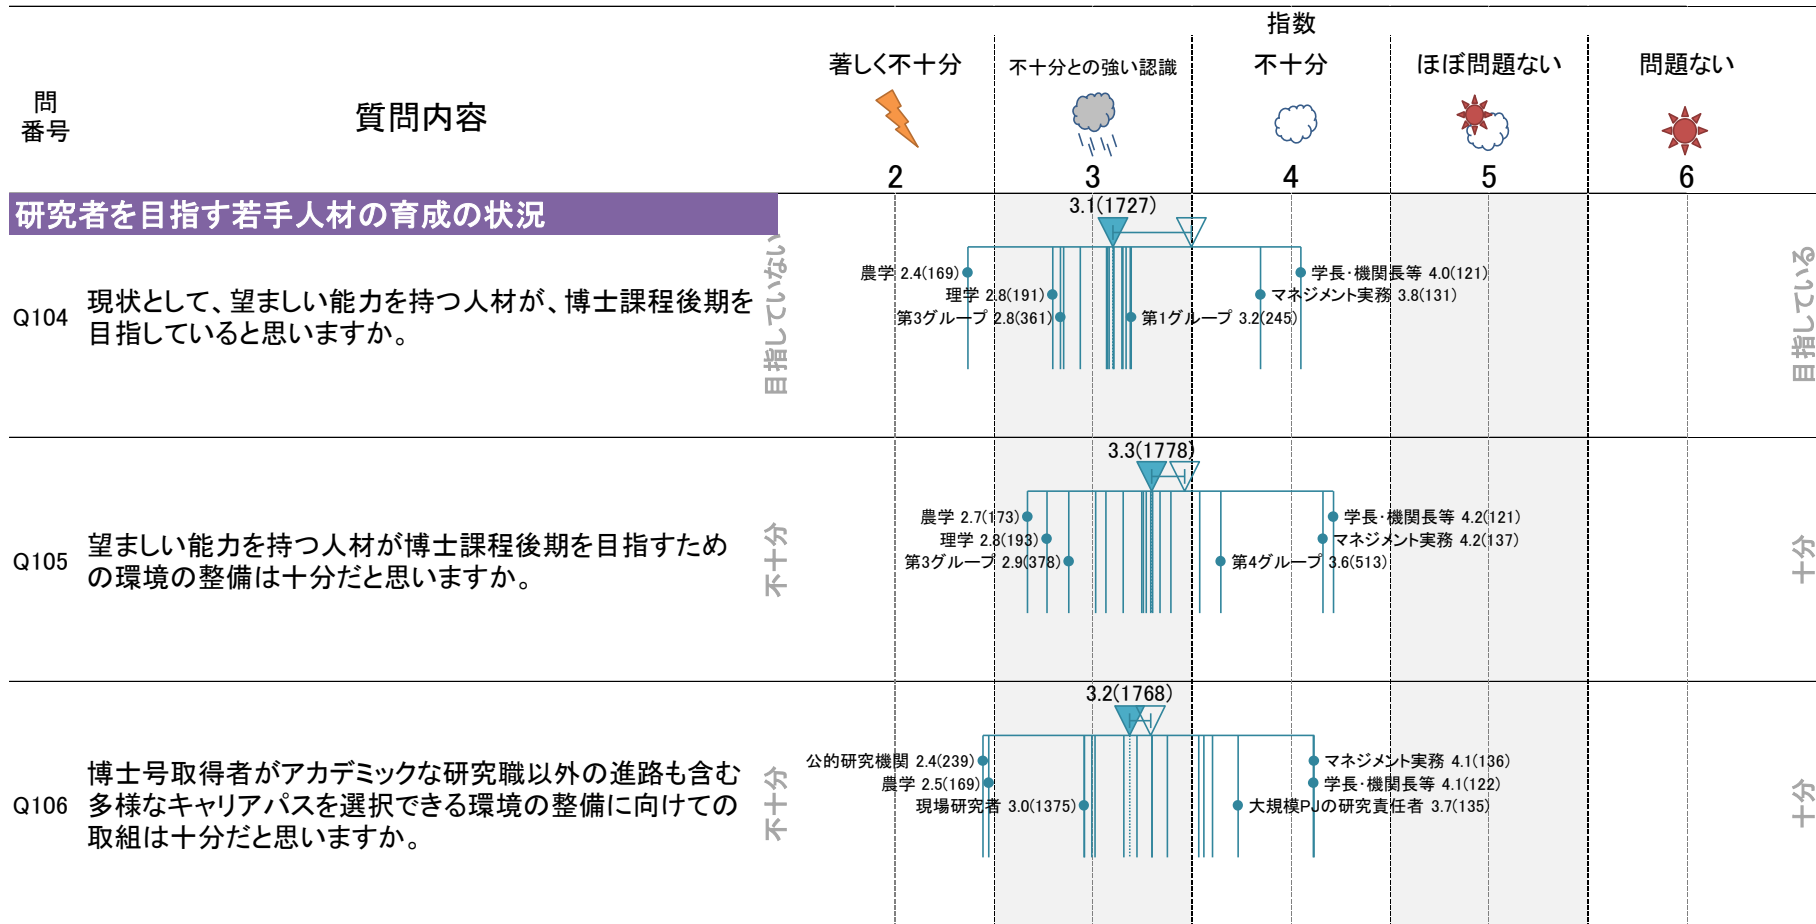 指数
著しく不十分
不十分との強い認識
不十分
ほぼ問題ない
問題ない
問
番号
質問内容
2
3
4
5
6
研究者を目指す若手人材の育成の状況
3.1(1727)
Q104
現状として、望ましい能力を持つ人材が、博士課程後期を
目指していると思いますか。
目指していない
農学 2.4(169)
理学 2.8(191)
第3グループ 2.8(361)
学長・機関長等 4.0(121)
マネジメント実務 3.8(131)
第1グループ 3.2(245)
目指している
3.3(1778)
Q105
望ましい能力を持つ人材が博士課程後期を目指すため
の環境の整備は十分だと思いますか。
不十分
農学 2.7(173)
理学 2.8(193)
第3グループ 2.9(378)
学長・機関長等 4.2(121)
マネジメント実務 4.2(137)
第4グループ 3.6(513)
十分
3.2(1768)
Q106
博士号取得者がアカデミックな研究職以外の進路も含む
多様なキャリアパスを選択できる環境の整備に向けての
取組は十分だと思いますか。
不十分
公的研究機関 2.4(239)
農学 2.5(169)
現場研究者 3.0(1375)
マネジメント実務 4.1(136)
学長・機関長等 4.1(122)
大規模PJの研究責任者 3.7(135)
十分